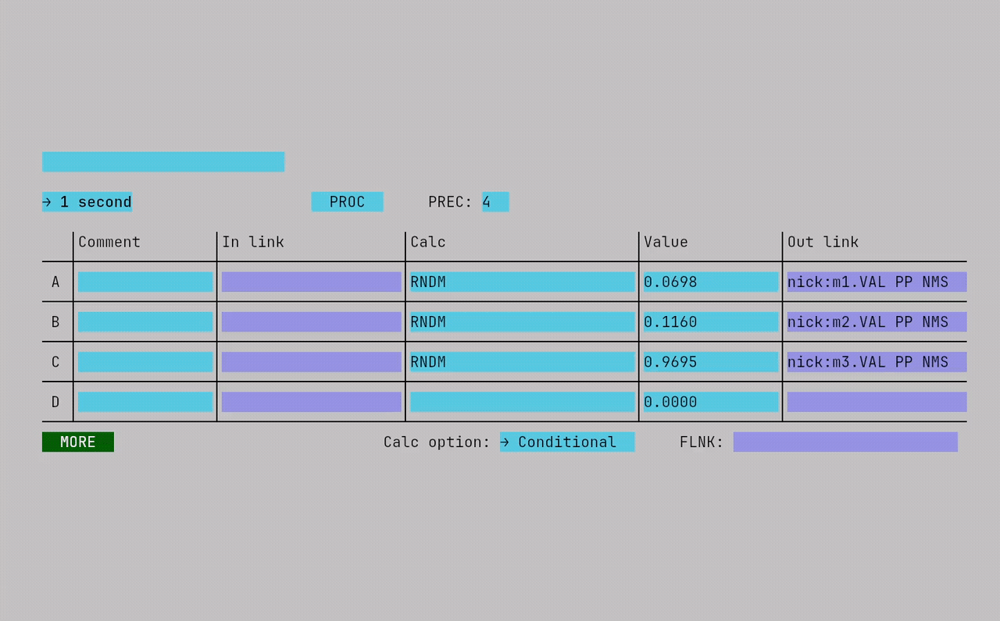 → 1 second PROC PREC: 4
Comment In link Calc Value Out link
A RNDM 0.0698 nick:m1.VAL PP NMS
B RNDM 0.1160 nick:m2.VAL PP NMS
C RNDM 0.9695 nick:m3.VAL PP NMS
D 0.0000
MORE Calc option: → Conditional FLNK: